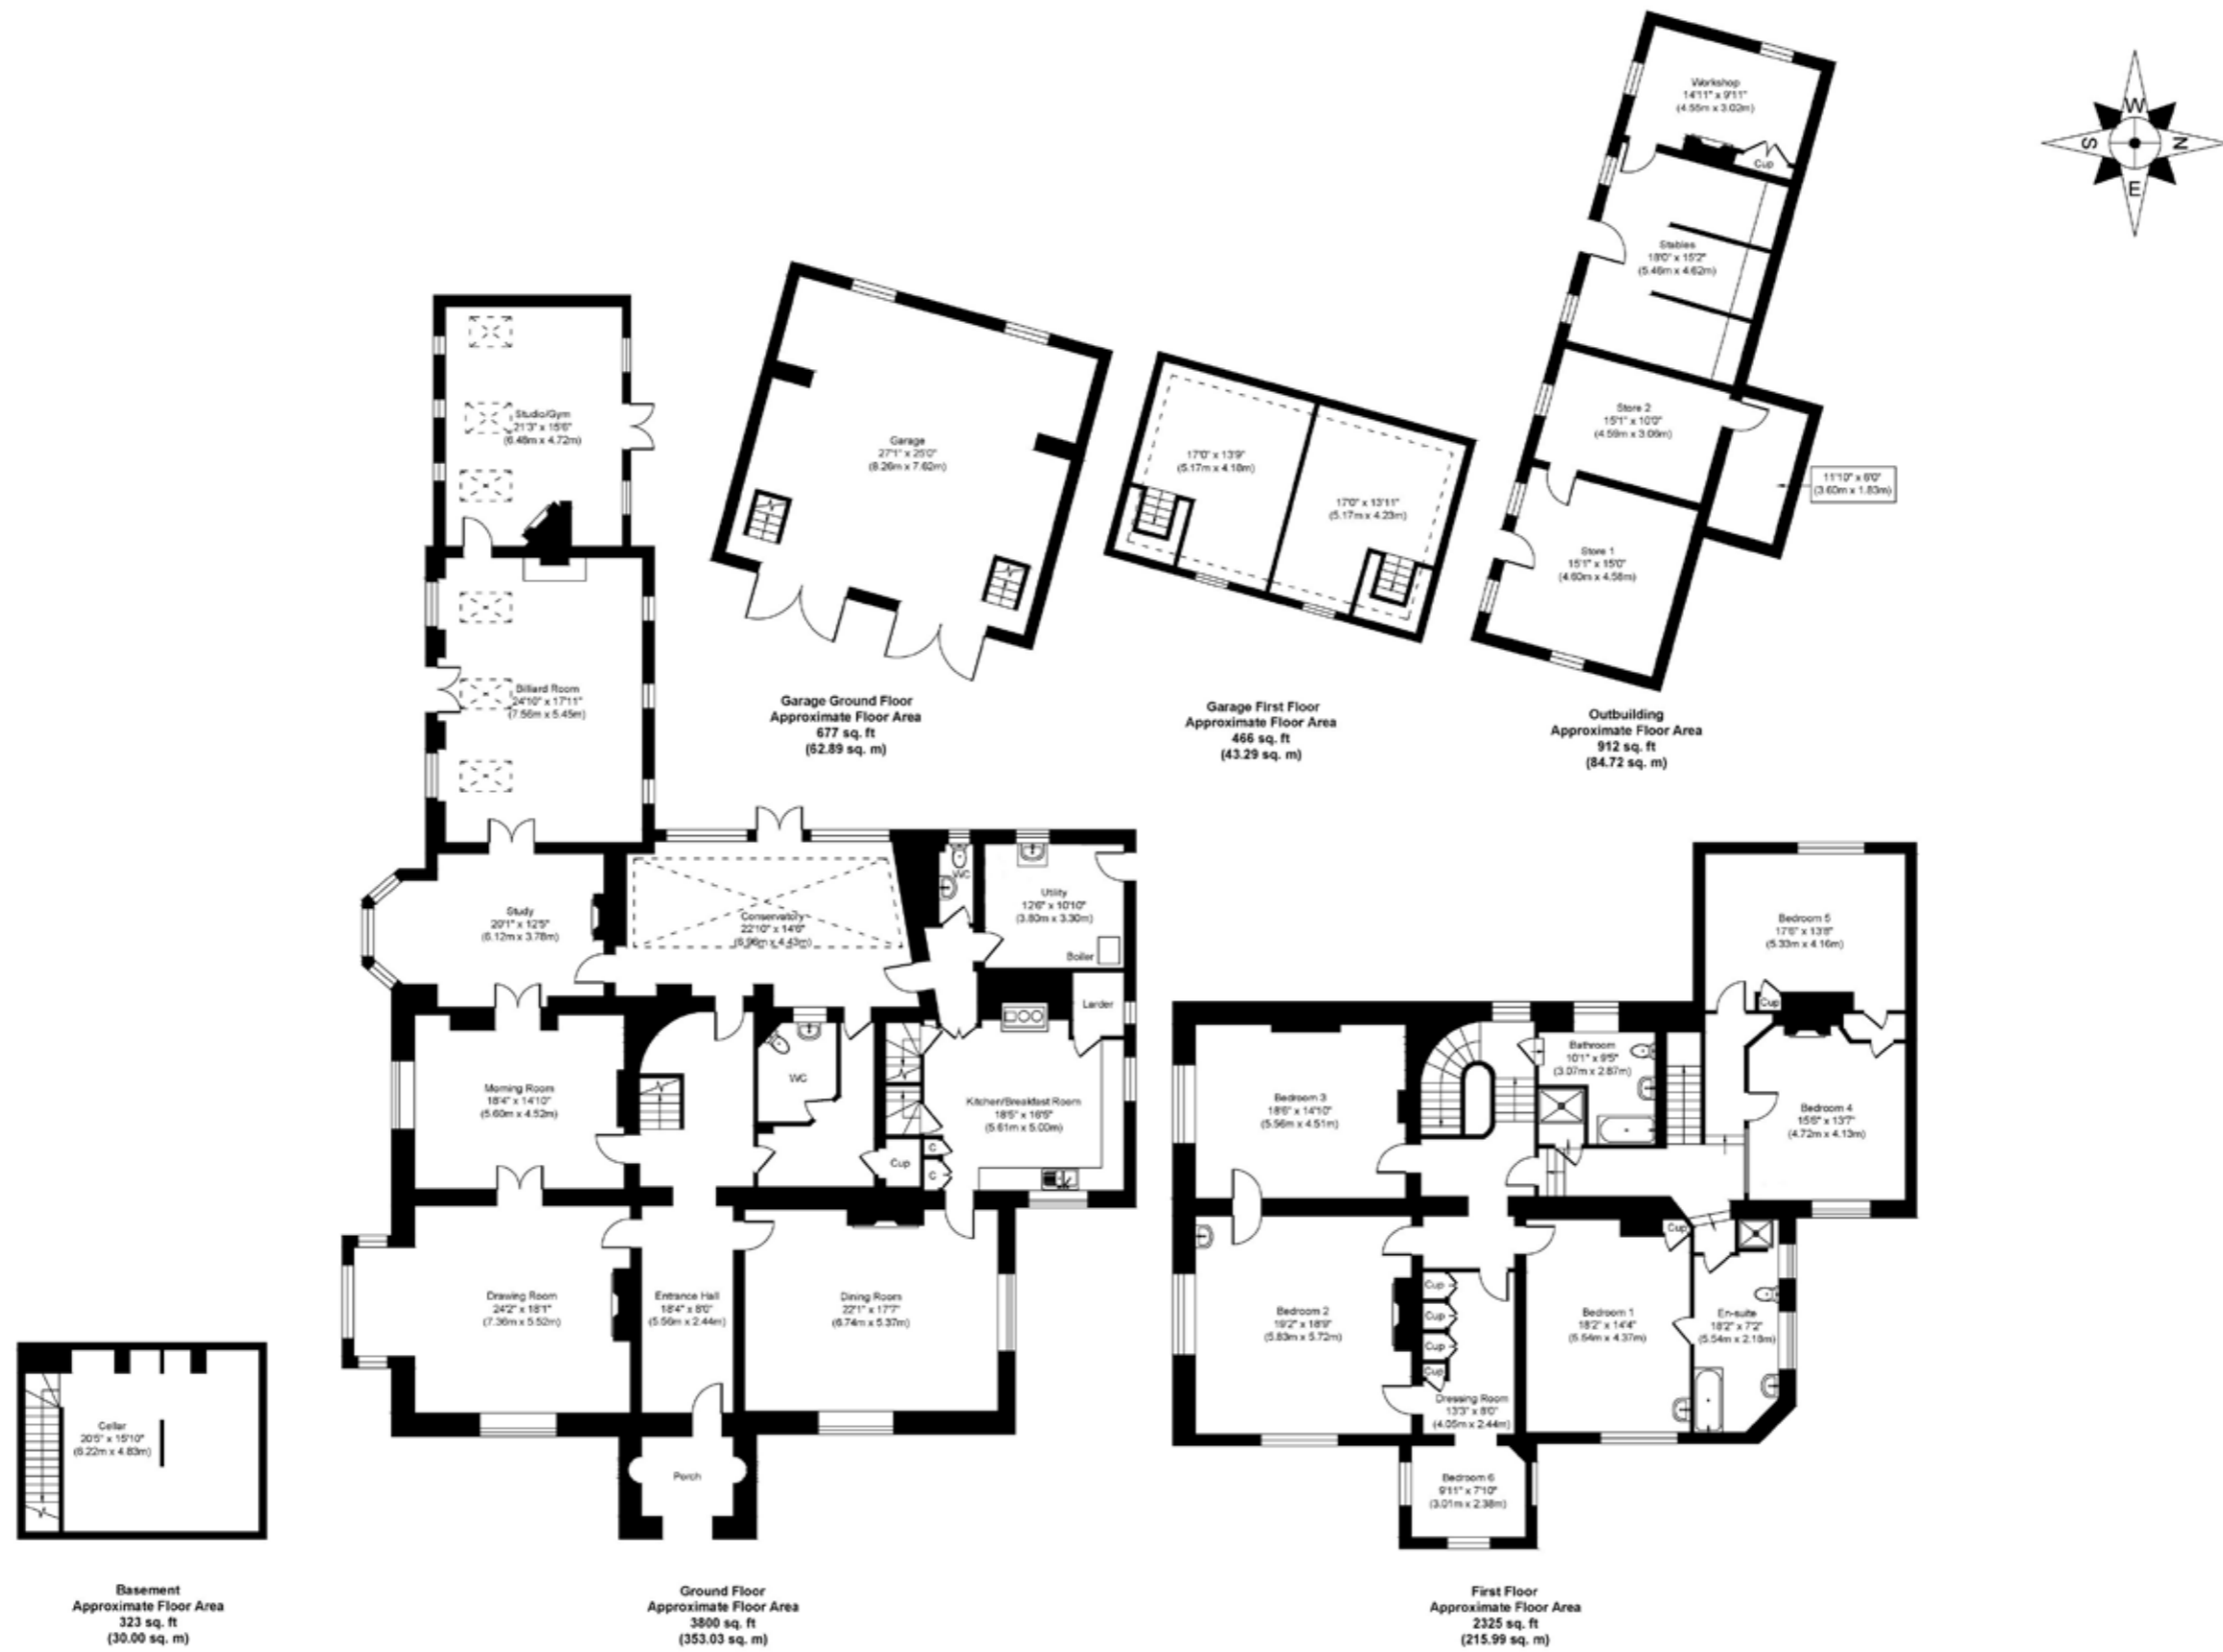 Workshop
14'11" x 9'11"
(4.55m x 3.02m)
Cup
W
S
N
E
Stables
18'0" x 15'2"
(5.46m x 4.62m)
Store 2
15'1" x 10'0"
(4.59m x 3.06m)
11'10" x 6'0"
(3.60m x 1.83m)
Store 1
15'1" x 15'0"
(4.60m x 4.58m)
Outbuilding
Approximate Floor Area
912 sq. ft
(84.72 sq. m)
Garage
27'1" x 25'0"
(8.26m x 7.62m)
Garage Ground Floor
Approximate Floor Area
677 sq. ft
(62.89 sq. m)
17'0" x 13'9"
(5.17m x 4.18m)
17'0" x 13'11"
(5.17m x 4.23m)
Garage First Floor
Approximate Floor Area
466 sq. ft
(43.29 sq. m)
Studio/Gym
21'3" x 15'6"
(6.48m x 4.72m)
Billiard Room
24'10" x 17'11"
(7.56m x 5.45m)
Study
20'1" x 12'5"
(6.12m x 3.78m)
Conservatory
22'10" x 14'6"
(6.96m x 4.43m)
WC
Utility
12'6" x 10'10"
(3.80m x 3.30m)
Boiler
Larder
Morning Room
18'4" x 14'10"
(5.60m x 4.52m)
WC
Kitchen/Breakfast Room
18'5" x 16'5"
(5.61m x 5.00m)
Cup
C
C
Drawing Room
24'2" x 18'1"
(7.36m x 5.52m)
Entrance Hall
18'4" x 8'0"
(5.56m x 2.44m)
Dining Room
22'1" x 17'7"
(6.74m x 5.37m)
Porch
Ground Floor
Approximate Floor Area
3800 sq. ft
(353.03 sq. m)
Cellar
20'5" x 15'10"
(6.22m x 4.83m)
Basement
Approximate Floor Area
323 sq. ft
(30.00 sq. m)
Bedroom 5
17'6" x 13'8"
(5.33m x 4.16m)
Cup
Bathroom
10'1" x 9'5"
(3.07m x 2.87m)
Bedroom 3
18'6" x 14'10"
(5.56m x 4.51m)
Bedroom 4
15'6" x 13'7"
(4.72m x 4.13m)
Cup
Bedroom 2
19'2" x 18'9"
(5.83m x 5.72m)
Cup
Cup
Cup
Cup
Dressing Room
13'3" x 8'0"
(4.05m x 2.44m)
Bedroom 1
18'2" x 14'4"
(5.54m x 4.37m)
En-suite
18'2" x 7'2"
(5.54m x 2.18m)
Bedroom 6
9'11" x 7'10"
(3.01m x 2.38m)
First Floor
Approximate Floor Area
2325 sq. ft
(215.99 sq. m)